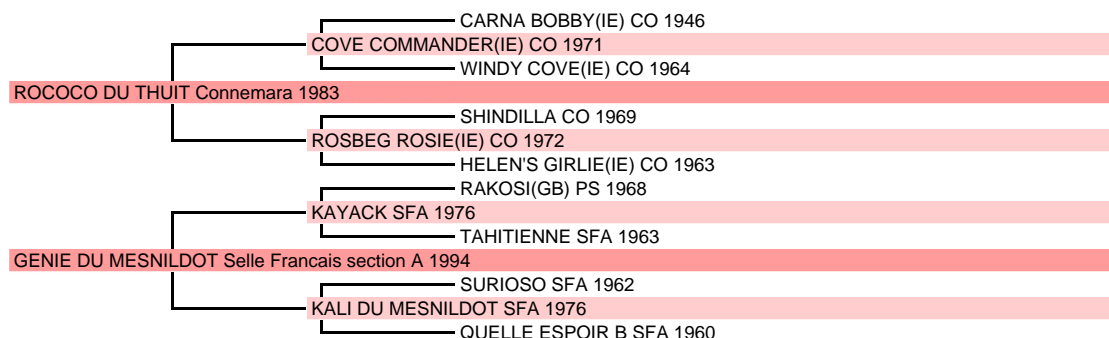 CARNA BOBBY(IE) CO 1946
COVE COMMANDER(IE) CO 1971
WINDY COVE(IE) CO 1964
ROCOCO DU THUIT Connemara 1983
SHINDILLA CO 1969
ROSBEG ROSIE(IE) CO 1972
HELEN'S GIRLIE(IE) CO 1963
RAKOSI(GB) PS 1968
KAYACK SFA 1976
TAHITIENNE SFA 1963
GENIE DU MESNILDOT Selle Francais section A 1994
SURIOSO SFA 1962
KALI DU MESNILDOT SFA 1976
QUELLE ESPOIR B SFA 1960